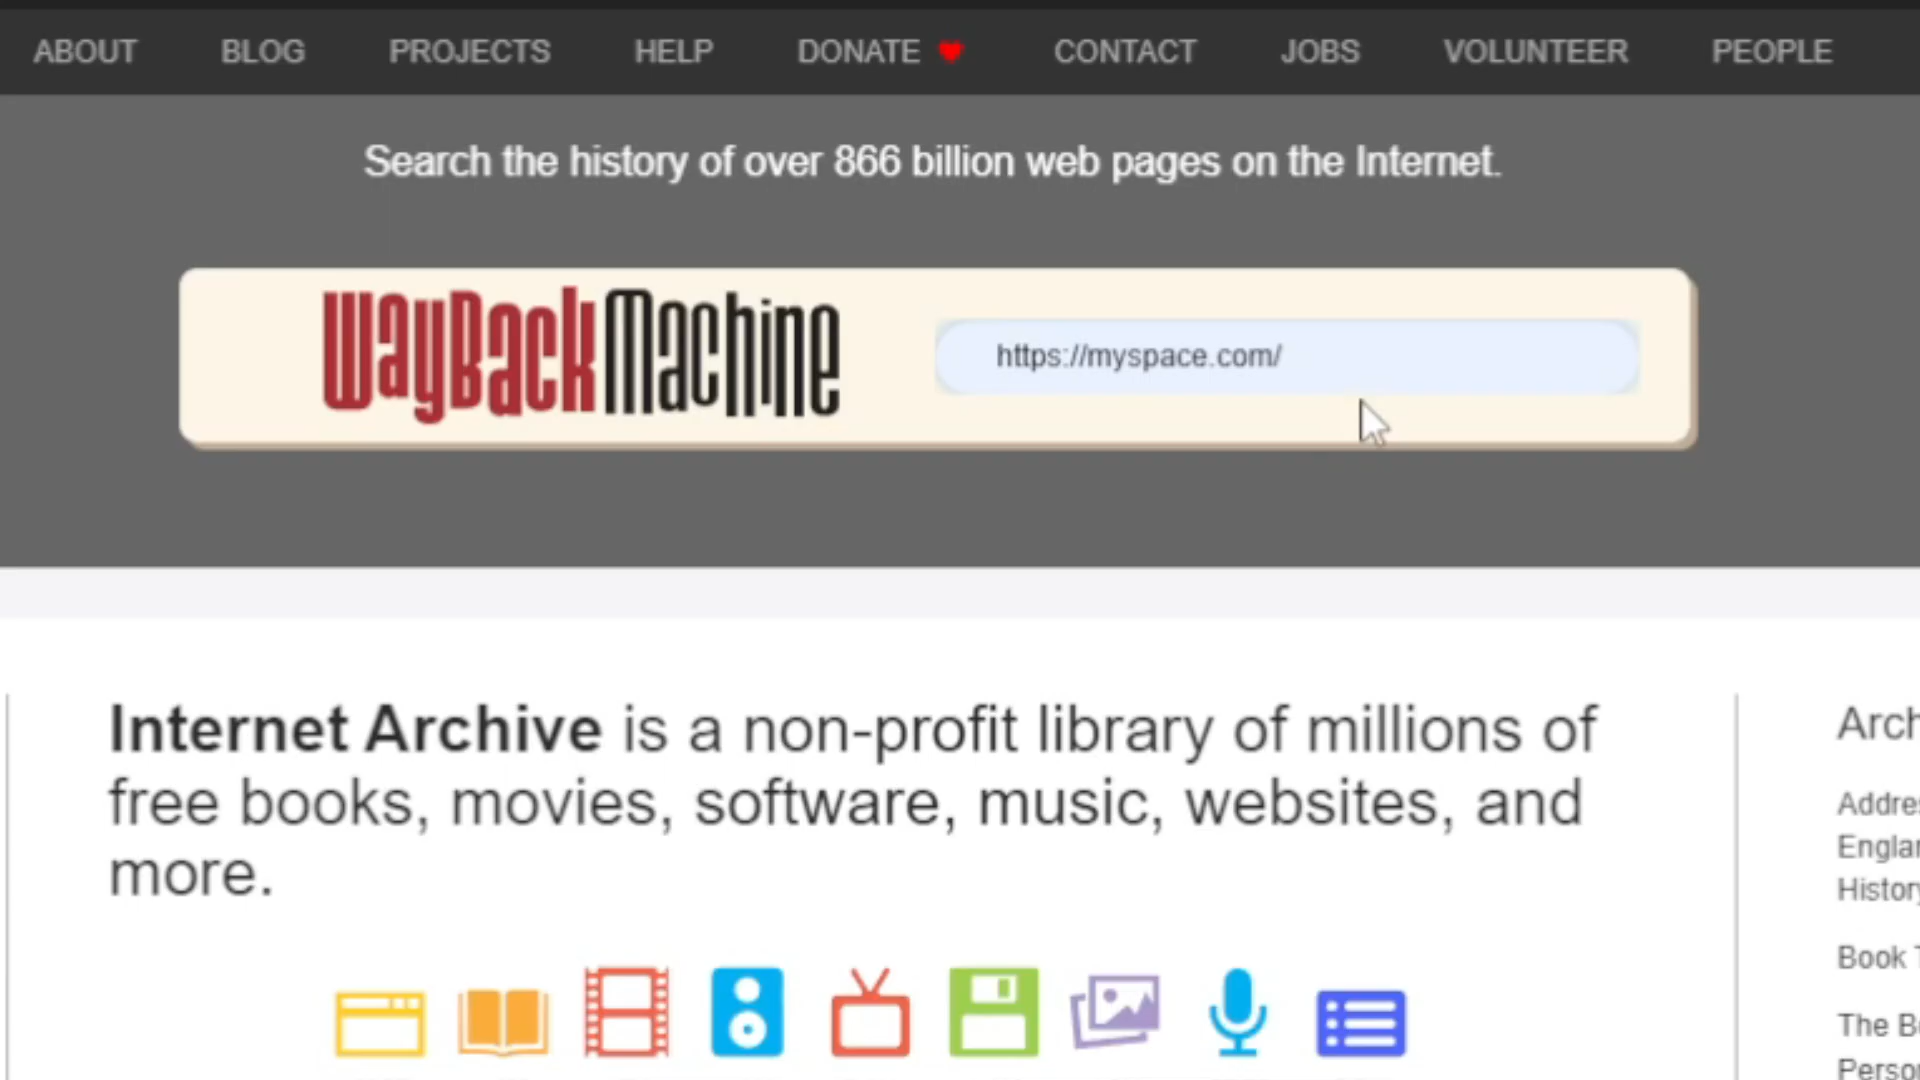 ABOUT BLOG PROJECTS HELP DONATE CONTACT JOBS VOLUNTEER PEOPLE
Search the history of over 866 billion web pages on the Internet.
WayBackMachine
https://myspace.com/
Internet Archive is a non-profit library of millions of
free books, movies, software, music, websites, and
more.
Arch
Addres
Englan
History
Book T
The Bo
Person